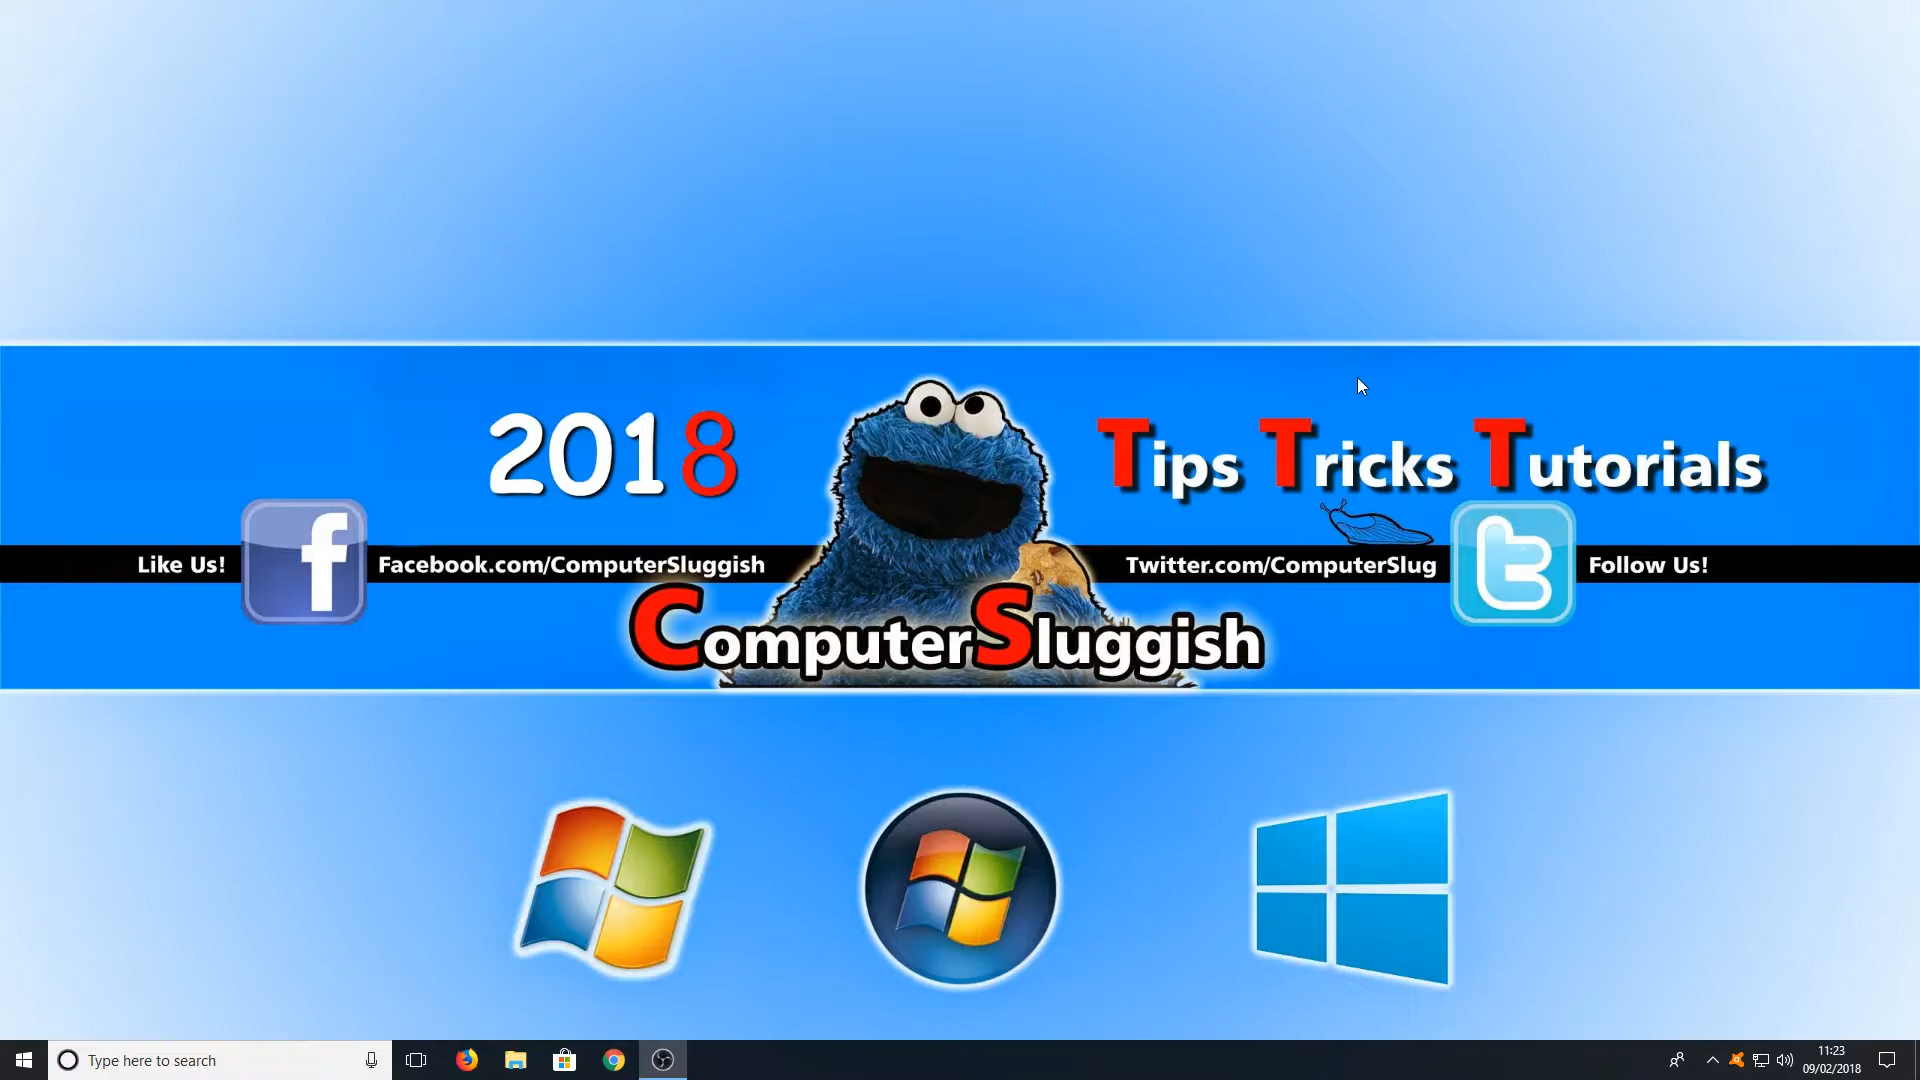 2018
Tips Tricks Tutorials
Like Us!
Facebook.com/ComputerSluggish
Twitter.com/ComputerSlug
Follow Us!
ComputerSluggish
Type here to search
11:23
09/02/2018